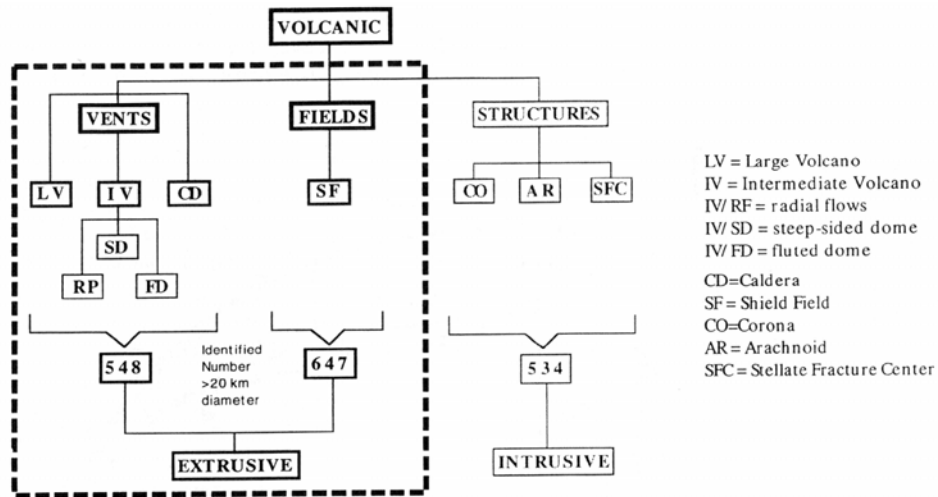 VOLCANIC
VENTS
FIELDS
STRUCTURES
LV
IV
CD
SF
CO
AR
SFC
SD
RP
FD
548
Identified
Number
>20 km
diameter
647
534
EXTRUSIVE
INTRUSIVE
LV = Large Volcano
IV = Intermediate Volcano
IV/RF = radial flows
IV/SD = steep-sided dome
IV/FD = fluted dome
CD=Caldera
SF = Shield Field
CO=Corona
AR = Arachnoid
SFC = Stellate Fracture Center